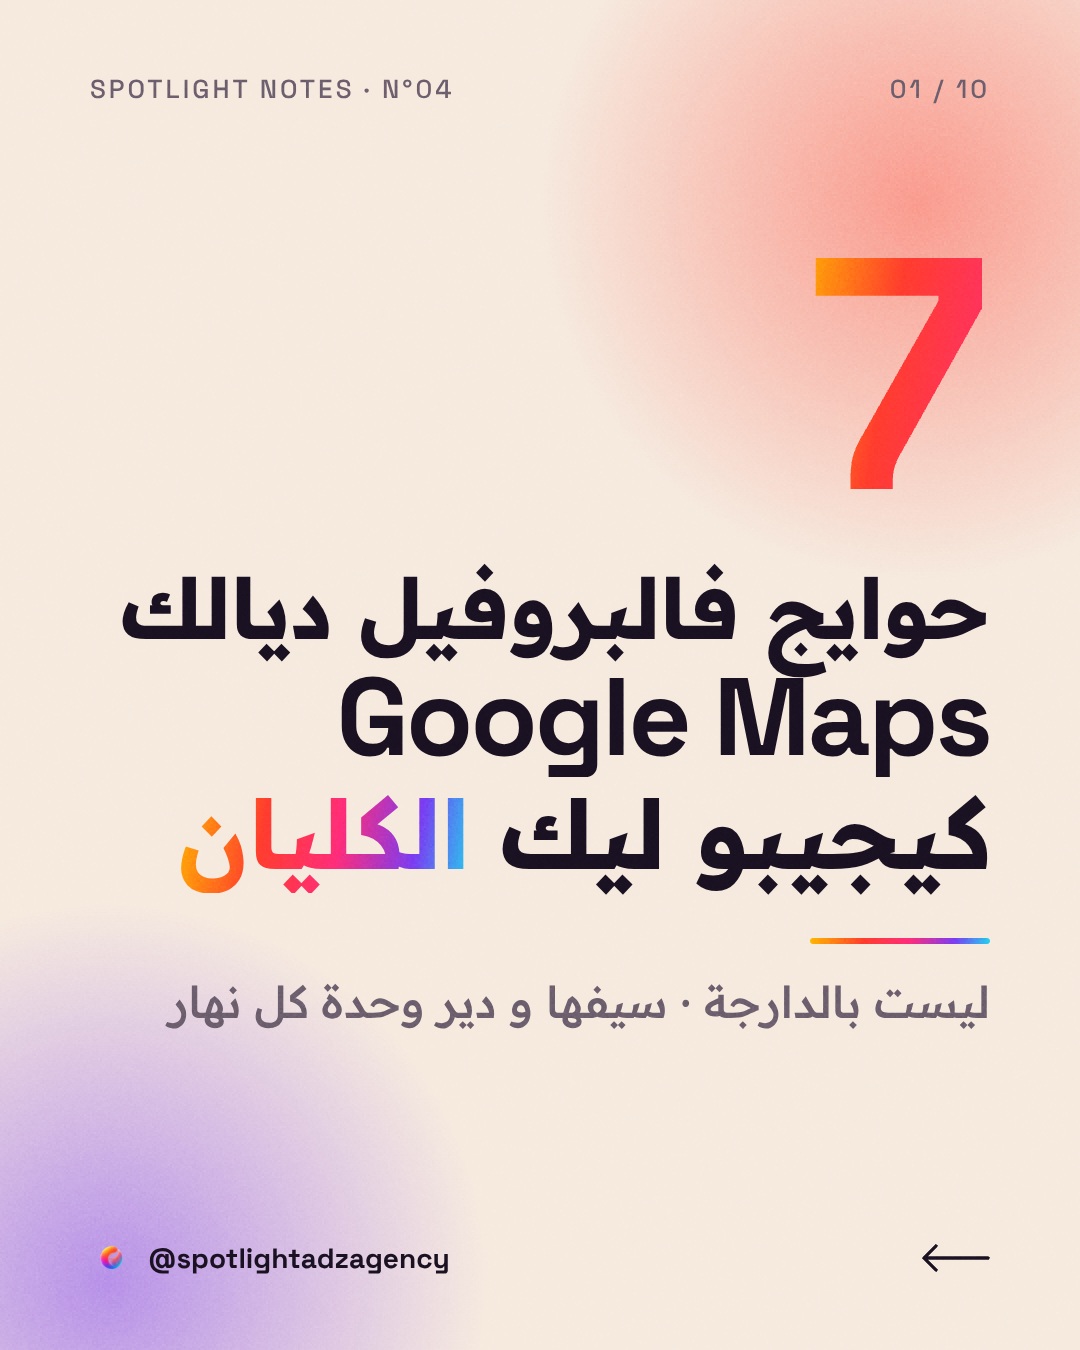 SPOTLIGHT NOTES · N°04
01 / 10
7
حوايج فالبروفيل ديالك
Google Maps
كيجيبو ليك الكليان
ليست بالدارجة · سيفها و دير وحدة كل نهار
@spotlightadzagency